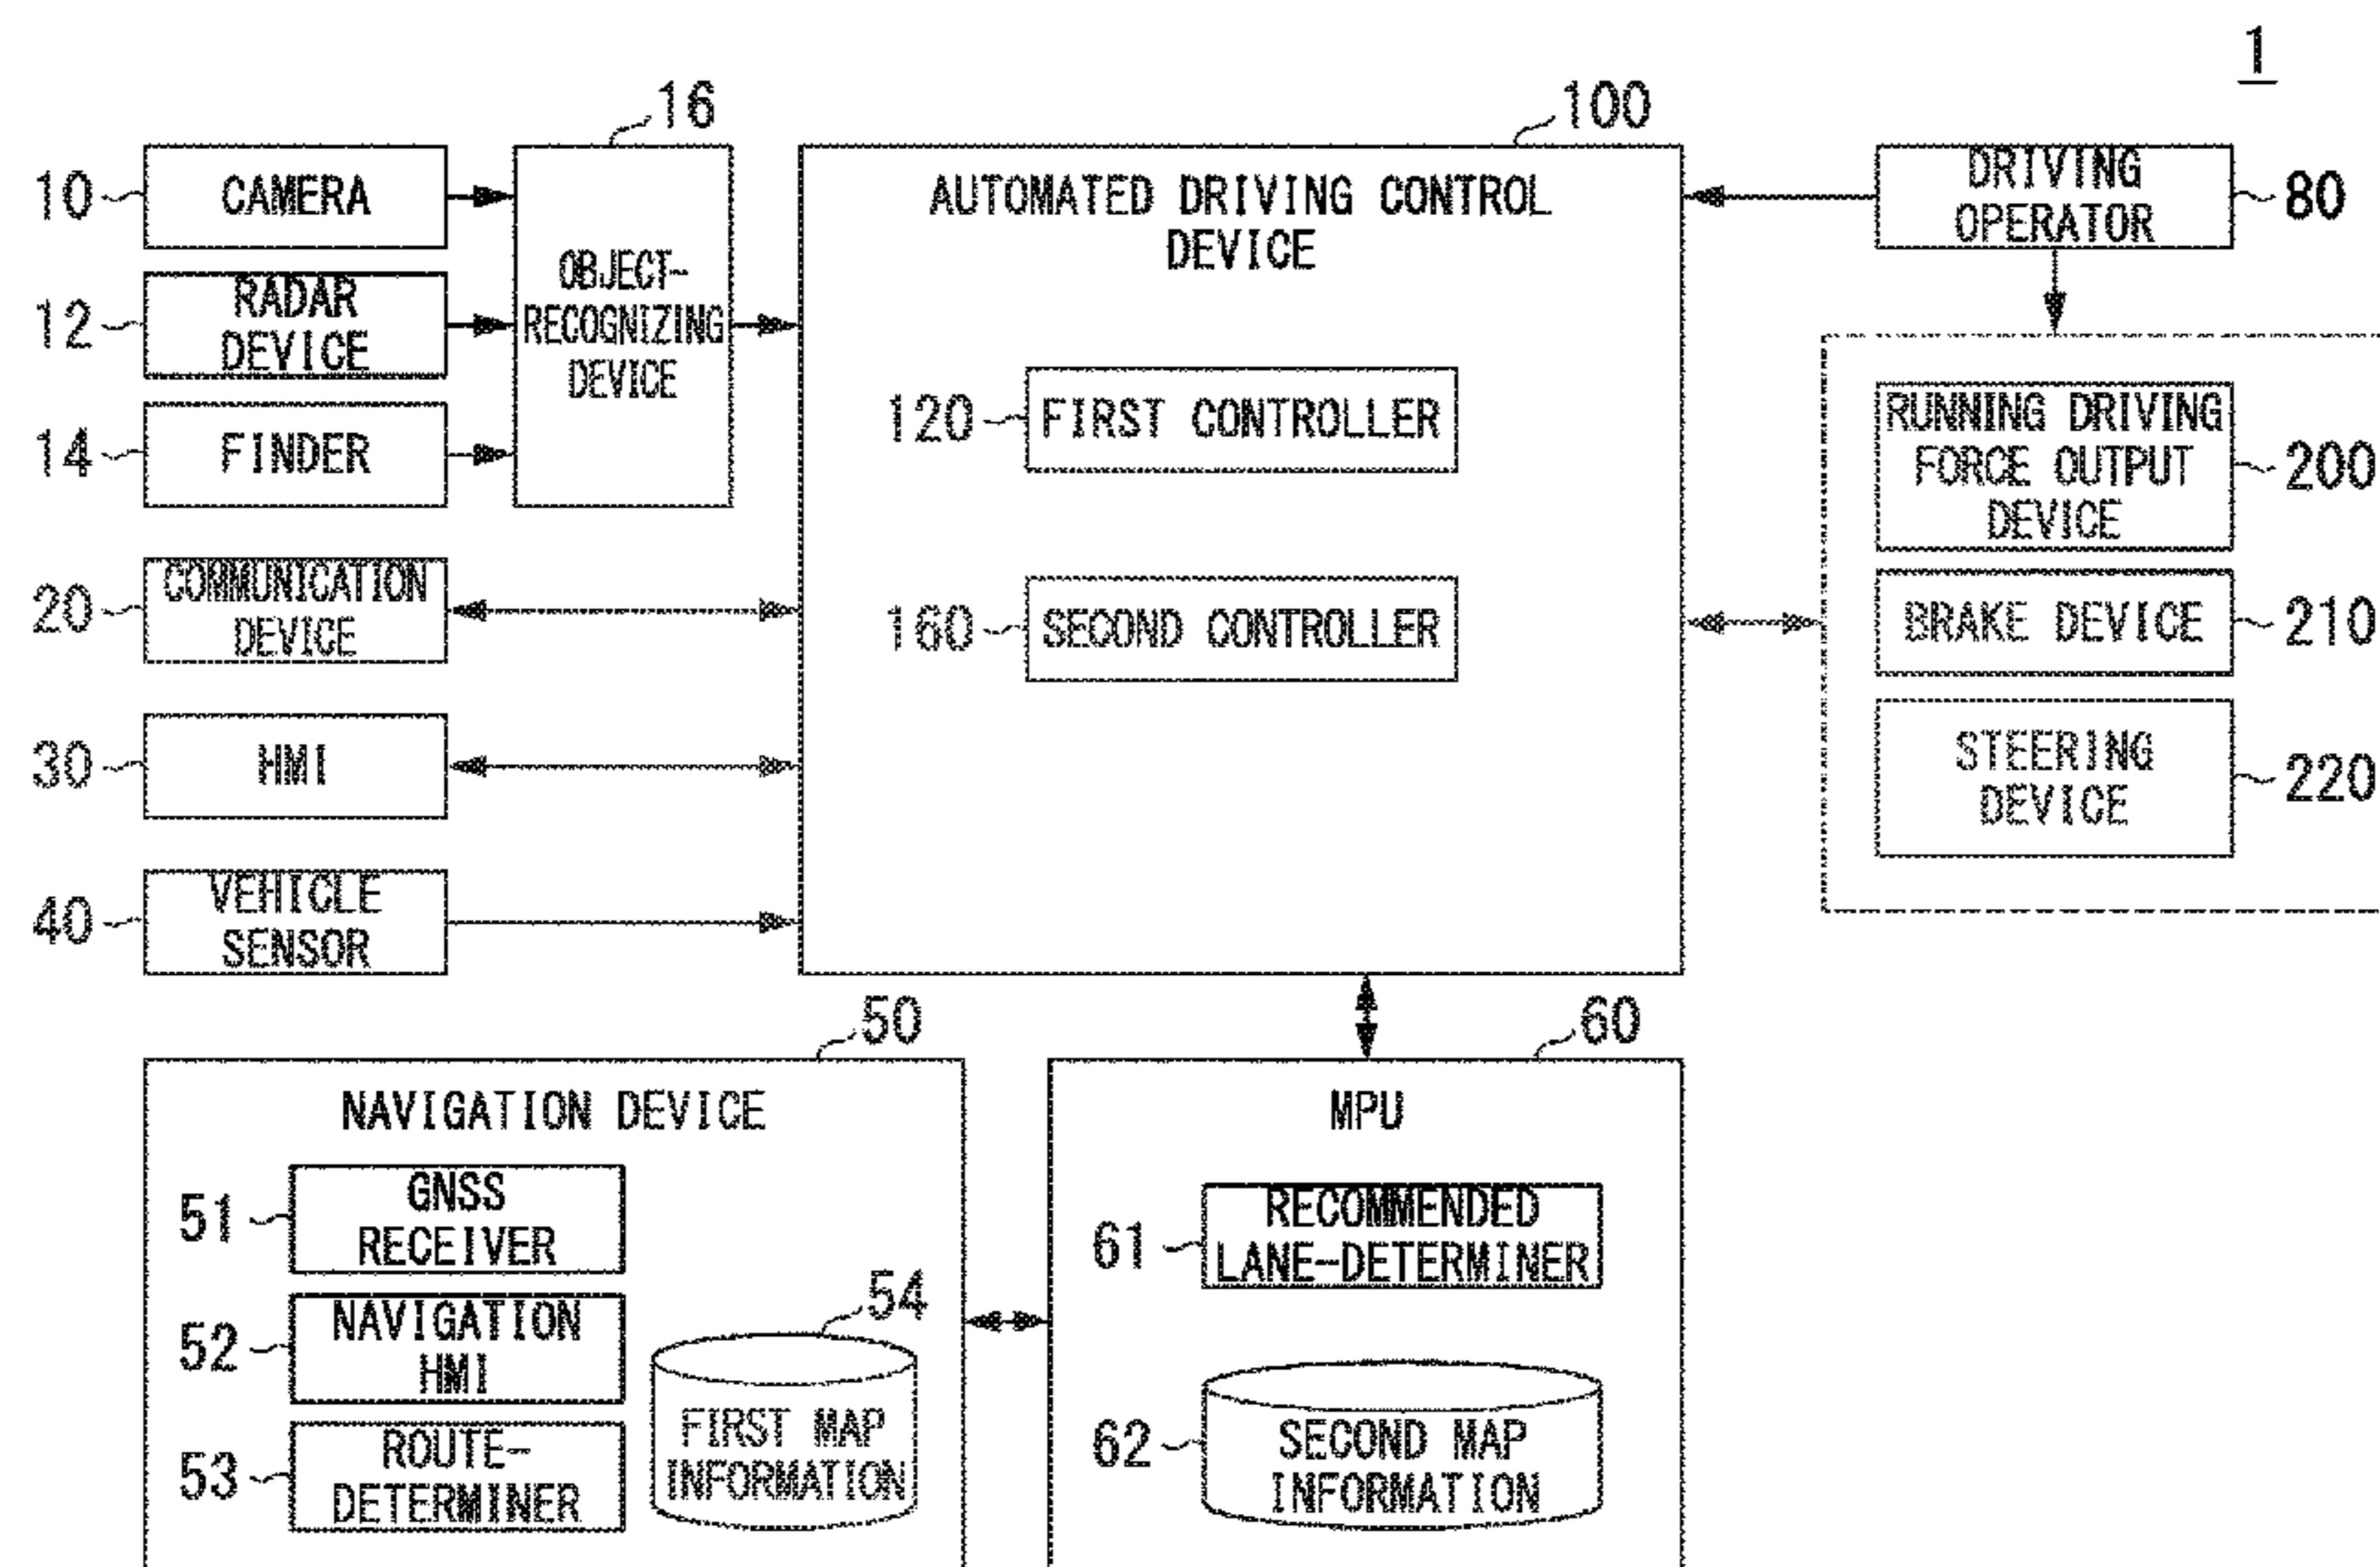 1
16
100
10
CAMERA
AUTOMATED DRIVING CONTROL
DEVICE
DRIVING
OPERATOR
80
12
RADAR
DEVICE
OBJECT-
RECOGNIZING
DEVICE
14
FINDER
120
FIRST CONTROLLER
RUNNING DRIVING
FORCE OUTPUT
DEVICE
200
20
COMMUNICATION
DEVICE
160
SECOND CONTROLLER
BRAKE DEVICE
210
30
HMI
STEERING
DEVICE
220
40
VEHICLE
SENSOR
50
60
NAVIGATION DEVICE
MPU
51
GNSS
RECEIVER
61
RECOMMENDED
LANE-DETERMINER
52
NAVIGATION
HMI
54
FIRST MAP
INFORMATION
62
SECOND MAP
INFORMATION
53
ROUTE-
DETERMINER